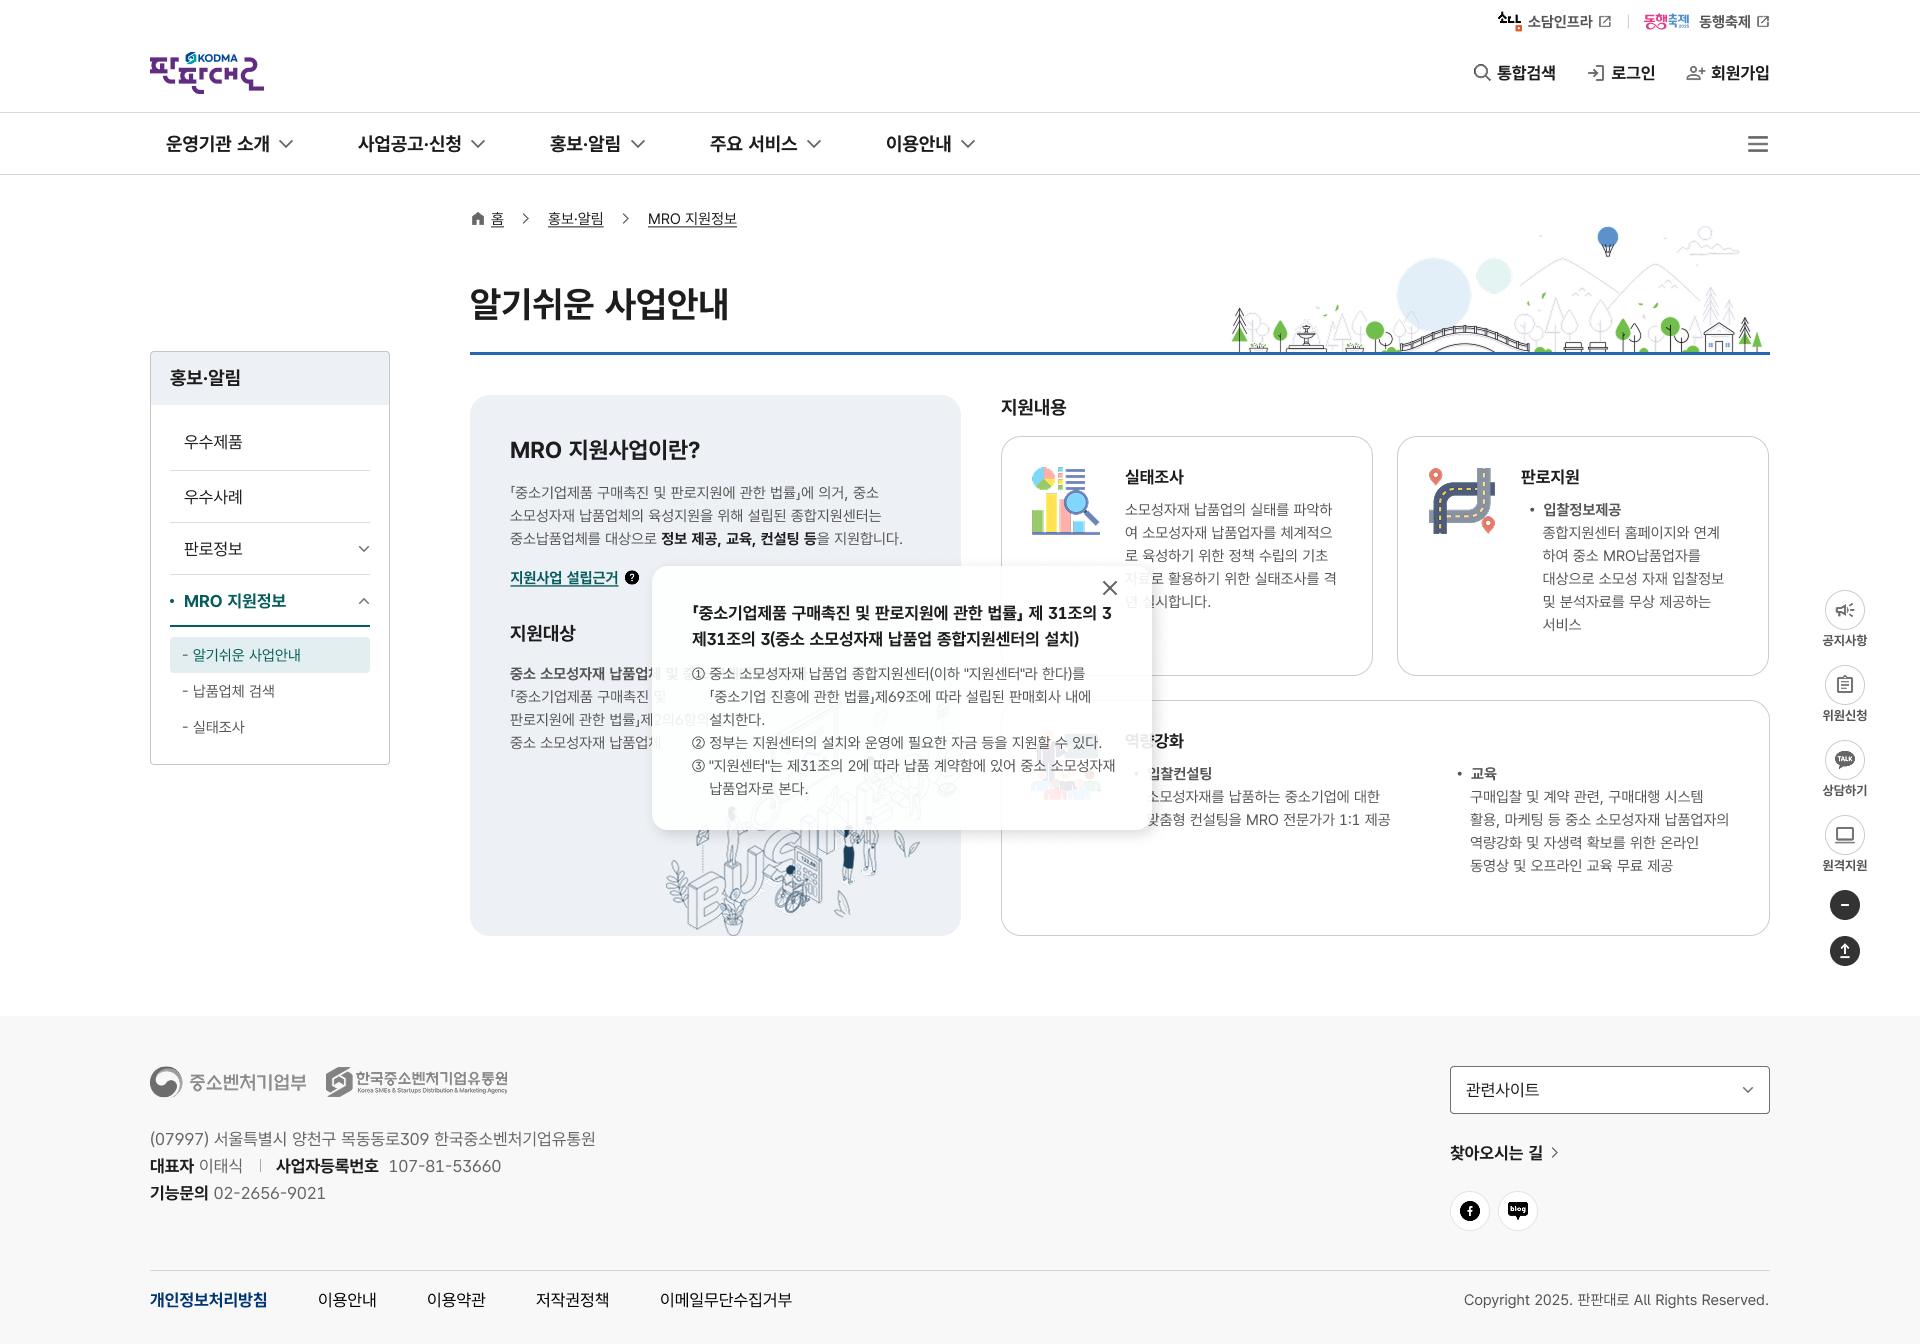 소담인프라
동행축제
동행축제
KODMA
판판대로
통합검색
로그인
회원가입
운영기관 소개
사업공고·신청
홍보·알림
주요 서비스
이용안내
홈
홍보·알림
MRO 지원정보
알기쉬운 사업안내
홍보·알림
우수제품
우수사례
판로정보
MRO 지원정보
- 알기쉬운 사업안내
- 납품업체 검색
- 실태조사
MRO 지원사업이란?
「중소기업제품 구매촉진 및 판로지원에 관한 법률」에 의거, 중소
소모성자재 납품업체의 육성지원을 위해 설립된 종합지원센터는
중소납품업체를 대상으로 정보 제공, 교육, 컨설팅 등을 지원합니다.
지원사업 설립근거 ?
지원대상
중소 소모성자재 납품업체 및
「중소기업제품 구매촉진 및
판로지원에 관한 법률」제2의6항의
중소 소모성자재 납품업체
「중소기업제품 구매촉진 및 판로지원에 관한 법률」 제 31조의 3
제31조의 3(중소 소모성자재 납품업 종합지원센터의 설치)
① 중소 소모성자재 납품업 종합지원센터(이하 "지원센터"라 한다)를
「중소기업 진흥에 관한 법률」제69조에 따라 설립된 판매회사 내에
설치한다.
② 정부는 지원센터의 설치와 운영에 필요한 자금 등을 지원할 수 있다.
③ "지원센터"는 제31조의 2에 따라 납품 계약함에 있어 중소 소모성자재
납품업자로 본다.
지원내용
실태조사
소모성자재 납품업의 실태를 파악하
여 소모성자재 납품업자를 체계적으
로 육성하기 위한 정책 수립의 기초
자료로 활용하기 위한 실태조사를 격
년 실시합니다.
판로지원
• 입찰정보제공
종합지원센터 홈페이지와 연계
하여 중소 MRO납품업자를
대상으로 소모성 자재 입찰정보
및 분석자료를 무상 제공하는
서비스
역량강화
• 입찰컨설팅
소모성자재를 납품하는 중소기업에 대한
맞춤형 컨설팅을 MRO 전문가가 1:1 제공
• 교육
구매입찰 및 계약 관련, 구매대행 시스템
활용, 마케팅 등 중소 소모성자재 납품업자의
역량강화 및 자생력 확보를 위한 온라인
동영상 및 오프라인 교육 무료 제공
공지사항
위원신청
TALK
상담하기
원격지원
중소벤처기업부
한국중소벤처기업유통원
Korea SMEs & Startups Distribution & Marketing Agency
(07997) 서울특별시 양천구 목동동로309 한국중소벤처기업유통원
대표자 이태식
사업자등록번호 107-81-53660
기능문의 02-2656-9021
관련사이트
찾아오시는 길
blog
개인정보처리방침
이용안내
이용약관
저작권정책
이메일무단수집거부
Copyright 2025. 판판대로 All Rights Reserved.